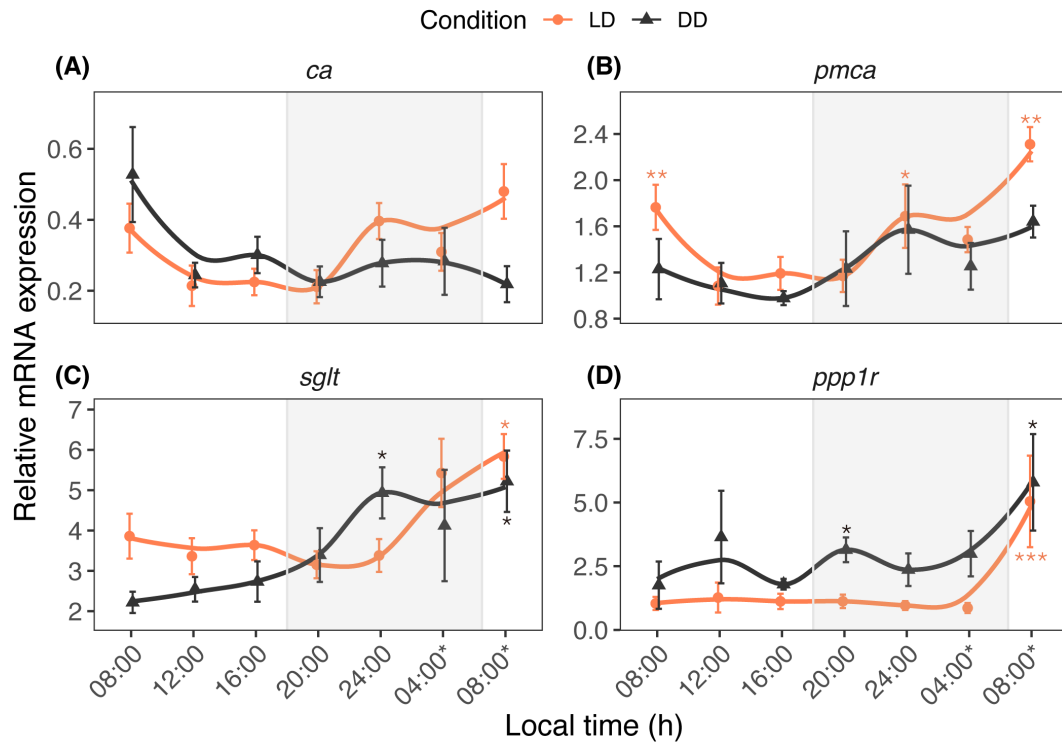 Condition LD DD
(A) ca
(B) pmca
0.6
0.4
0.2
2.4
2.0
1.6
1.2
0.8
** * **
(C) sglt
(D) ppp1r
7
6
5
4
3
2
* * *
7.5
5.0
2.5
0.0
* * ***
Relative mRNA expression
08:00 12:00 16:00 20:00 24:00 04:00* 08:00*
08:00 12:00 16:00 20:00 24:00 04:00* 08:00*
Local time (h)